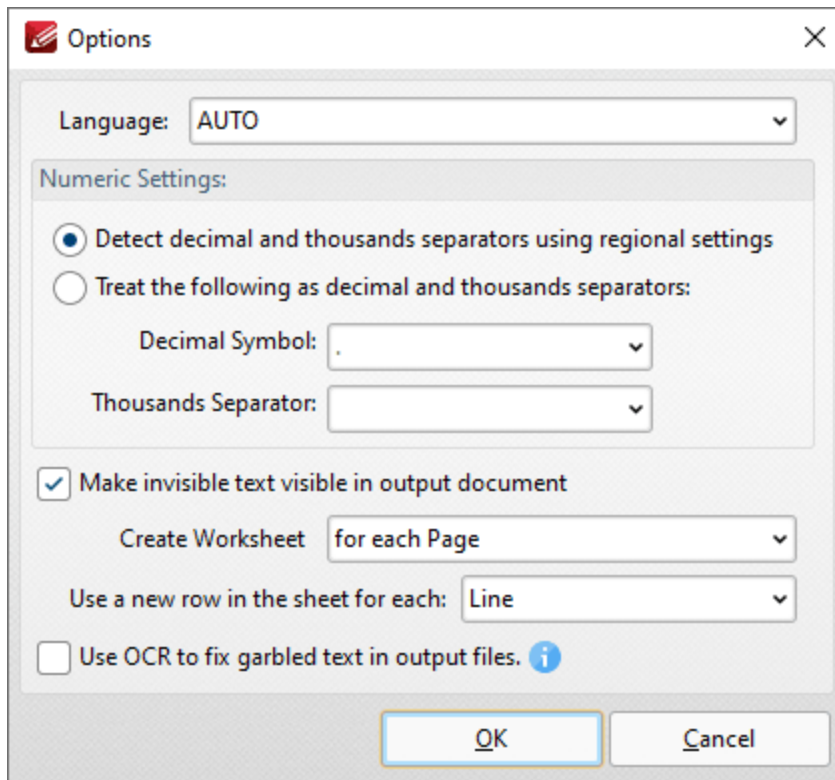 Options
Language: AUTO
Numeric Settings:
Detect decimal and thousands separators using regional settings
Treat the following as decimal and thousands separators:
Decimal Symbol: .
Thousands Separator:
Make invisible text visible in output document
Create Worksheet for each Page
Use a new row in the sheet for each: Line
Use OCR to fix garbled text in output files. i
OK Cancel